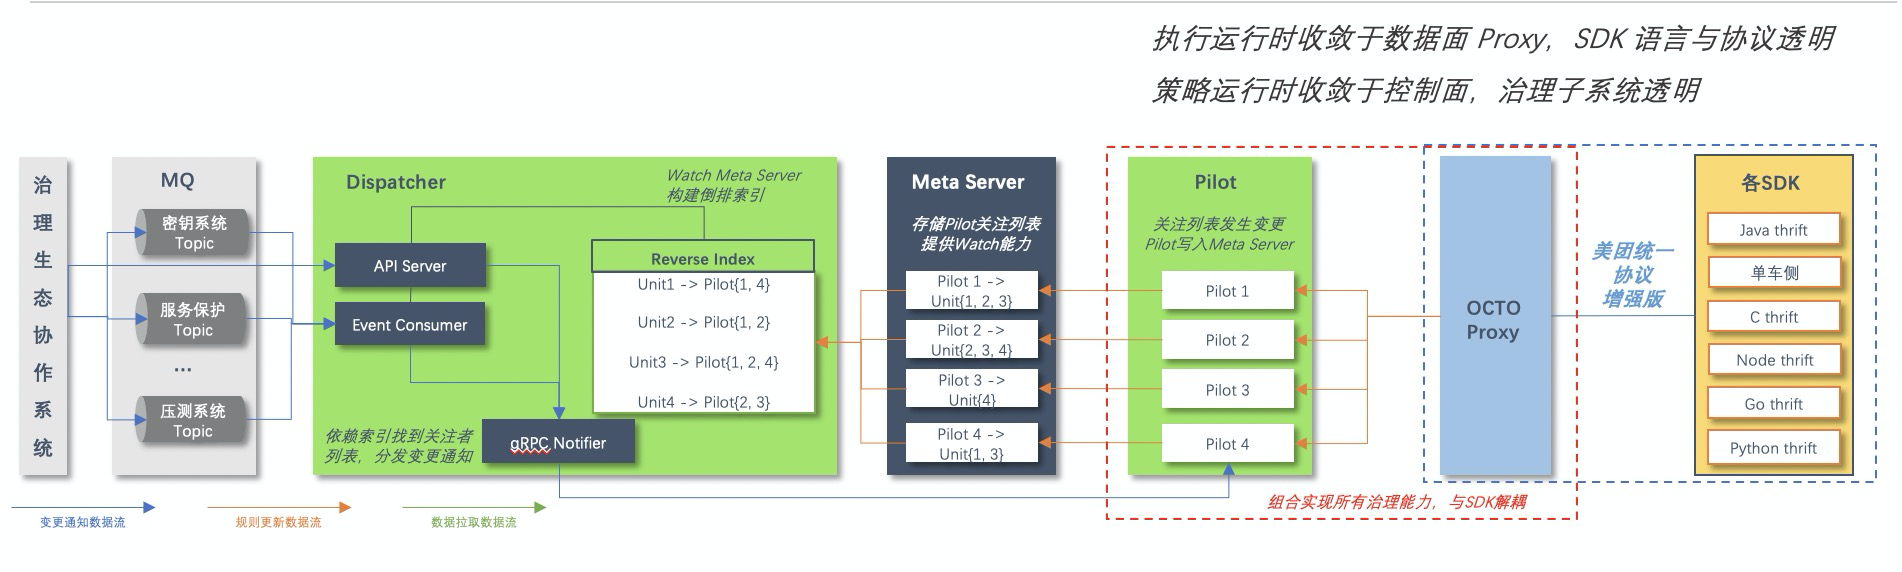 执行运行时收敛于数据面 Proxy，SDK 语言与协议透明
策略运行时收敛于控制面，治理子系统透明
治
理
生
态
协
作
系
统
MQ
密钥系统
Topic
服务保护
Topic
...
压测系统
Topic
Dispatcher
Watch Meta Server
构建倒排索引
API Server
Event Consumer
Reverse Index
Unit1 -> Pilot{1, 4}
Unit2 -> Pilot{1, 2}
Unit3 -> Pilot{1, 2, 4}
Unit4 -> Pilot{2, 3}
依赖索引找到关注者
列表，分发变更通知
gRPC Notifier
Meta Server
存储Pilot关注列表
提供Watch能力
Pilot 1 ->
Unit{1, 2, 3}
Pilot 2 ->
Unit{2, 3, 4}
Pilot 3 ->
Unit{4}
Pilot 4 ->
Unit{1, 3}
Pilot
关注列表发生变更
Pilot写入Meta Server
Pilot 1
Pilot 2
Pilot 3
Pilot 4
组合实现所有治理能力，与SDK解耦
OCTO
Proxy
美团统一
协议
增强版
各SDK
Java thrift
单车侧
C thrift
Node thrift
Go thrift
Python thrift
变更通知数据流
规则更新数据流
数据拉取数据流